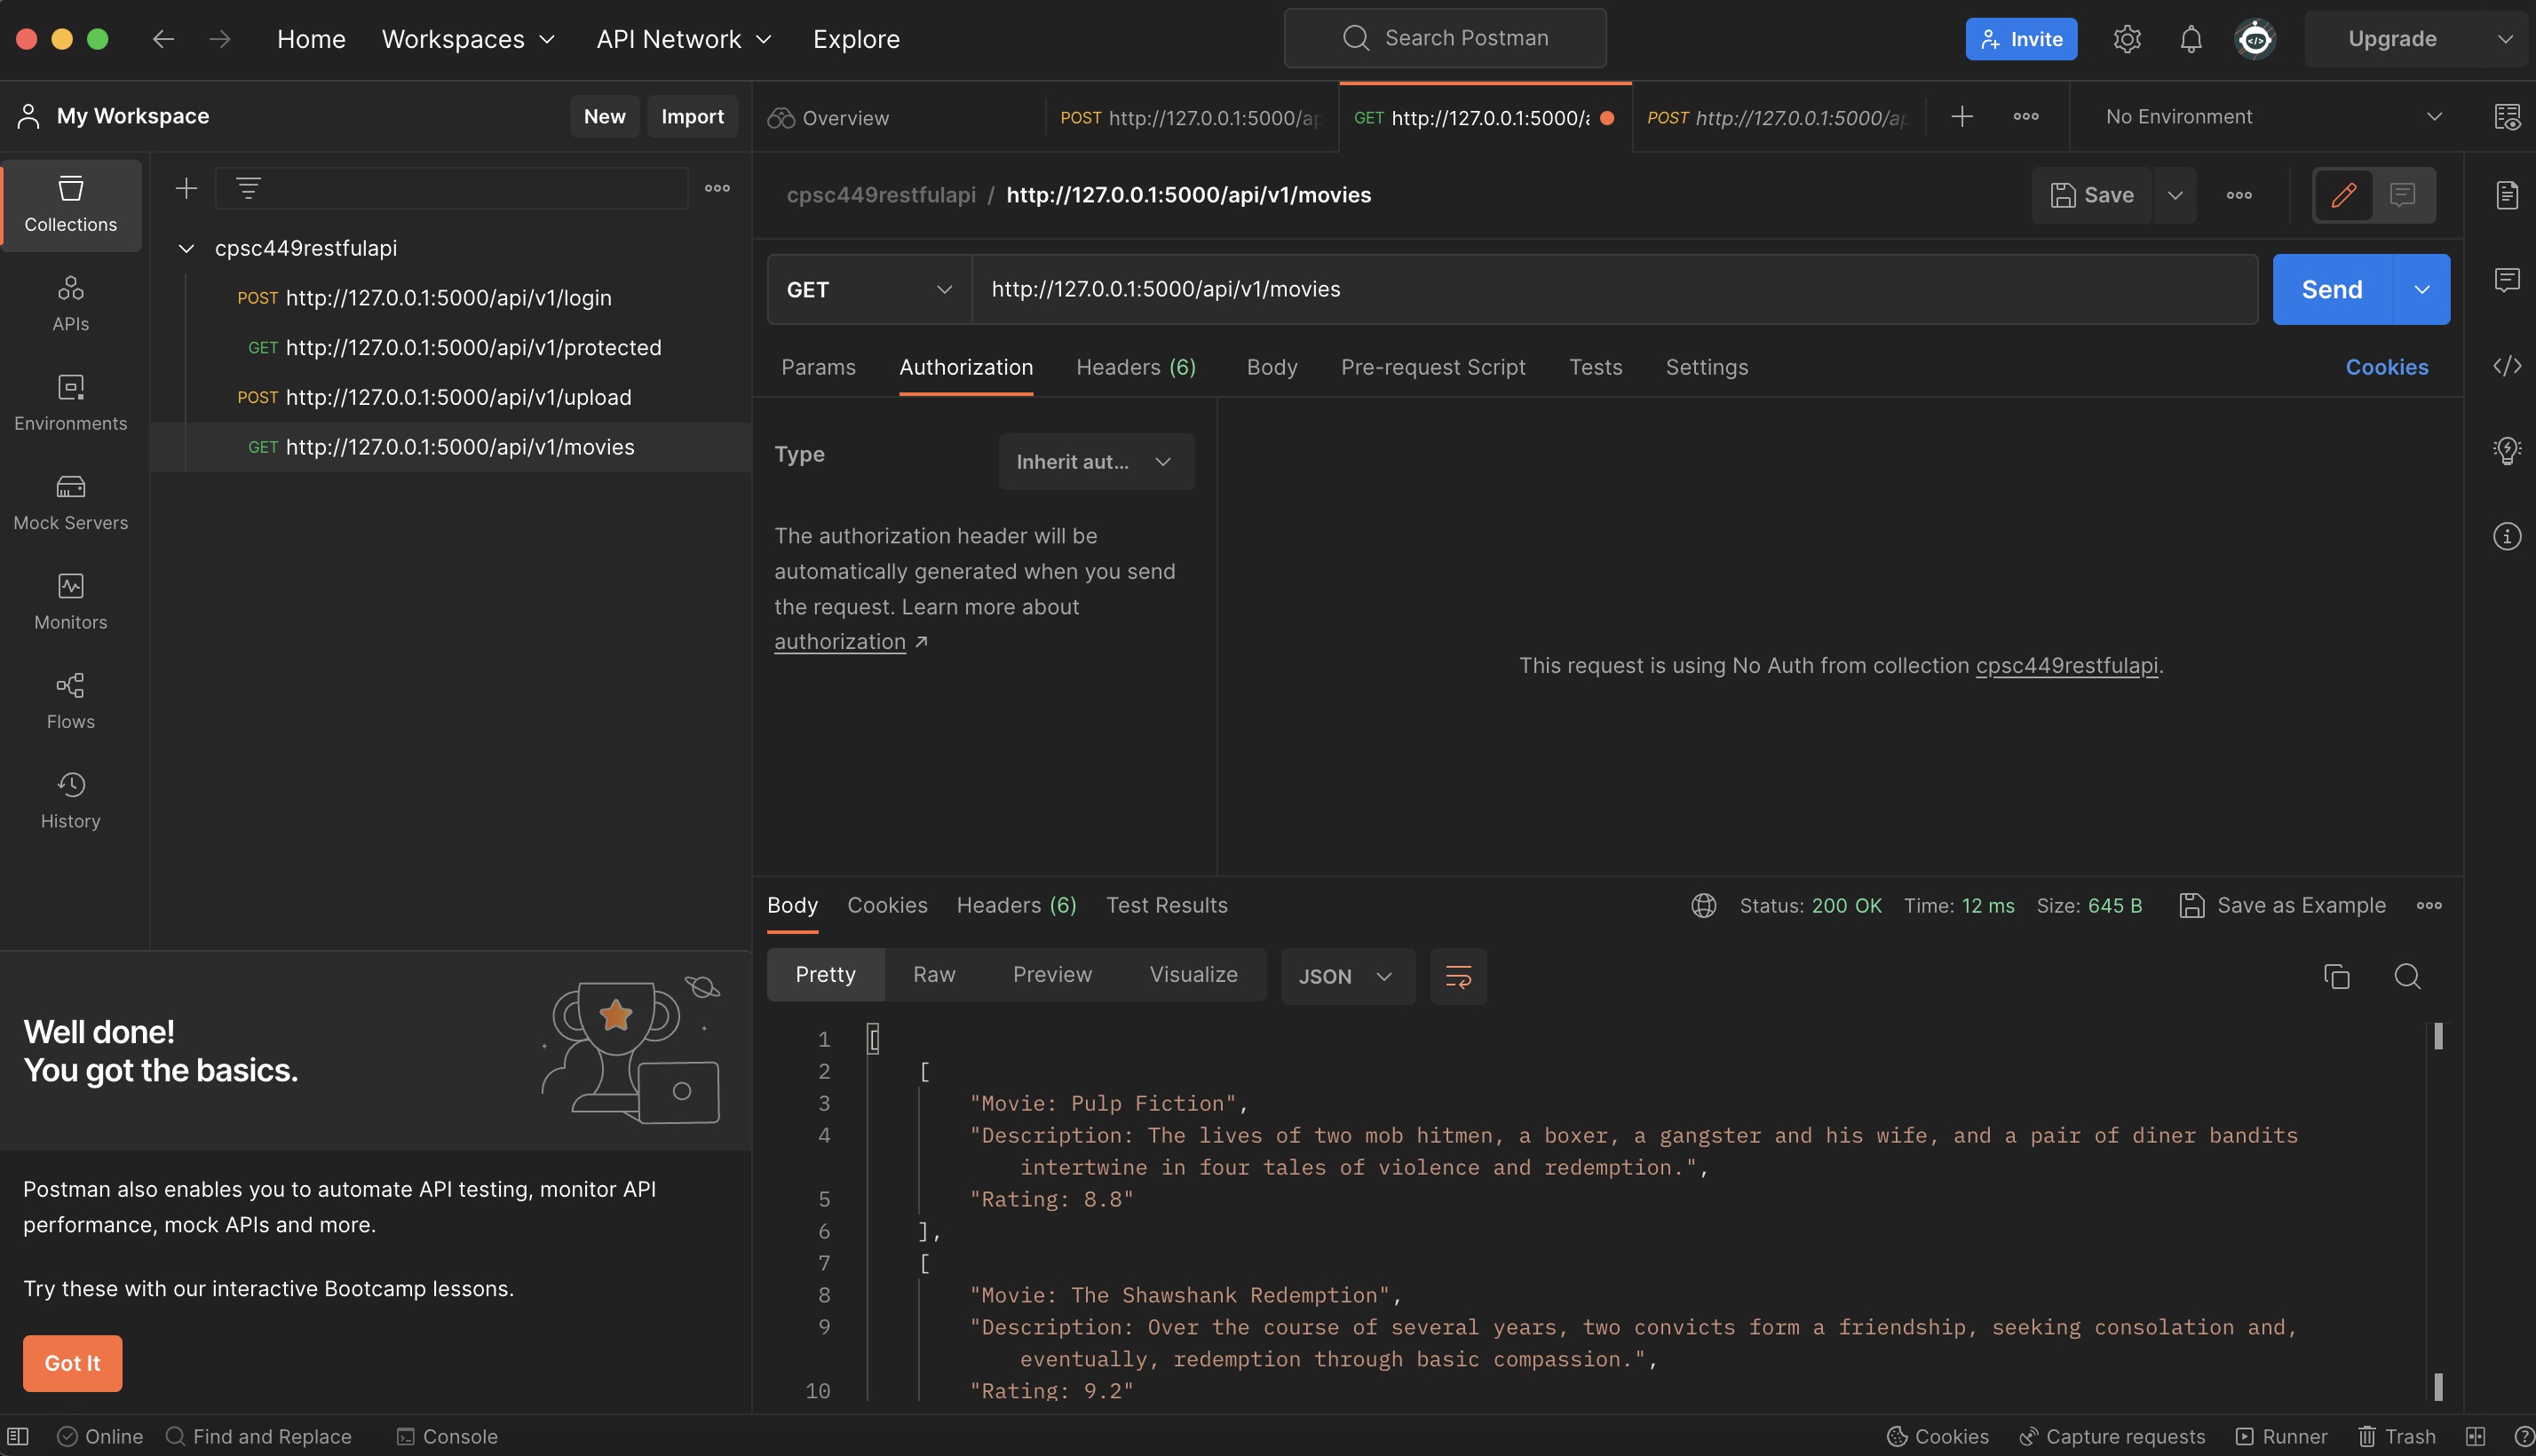 Home Workspaces API Network Explore Search Postman Invite Upgrade
My Workspace New Import
Overview POST http://127.0.0.1:5000/ap GET http://127.0.0.1:5000/a POST http://127.0.0.1:5000/ap No Environment
Collections
APIs
Environments
Mock Servers
Monitors
Flows
History
cpsc449restfulapi
POST http://127.0.0.1:5000/api/v1/login
GET http://127.0.0.1:5000/api/v1/protected
POST http://127.0.0.1:5000/api/v1/upload
GET http://127.0.0.1:5000/api/v1/movies
cpsc449restfulapi / http://127.0.0.1:5000/api/v1/movies Save
GET http://127.0.0.1:5000/api/v1/movies Send
Params Authorization Headers (6) Body Pre-request Script Tests Settings Cookies
Type Inherit aut...
The authorization header will be
automatically generated when you send
the request. Learn more about
authorization ↗
This request is using No Auth from collection cpsc449restfulapi.
Body Cookies Headers (6) Test Results Status: 200 OK Time: 12 ms Size: 645 B Save as Example
Pretty Raw Preview Visualize JSON
1 [
2 [
3 "Movie: Pulp Fiction",
4 "Description: The lives of two mob hitmen, a boxer, a gangster and his wife, and a pair of diner bandits
intertwine in four tales of violence and redemption.",
5 "Rating: 8.8"
6 ],
7 [
8 "Movie: The Shawshank Redemption",
9 "Description: Over the course of several years, two convicts form a friendship, seeking consolation and,
eventually, redemption through basic compassion.",
10 "Rating: 9.2"
Well done!
You got the basics.
Postman also enables you to automate API testing, monitor API
performance, mock APIs and more.
Try these with our interactive Bootcamp lessons.
Got It
Online Find and Replace Console Cookies Capture requests Runner Trash